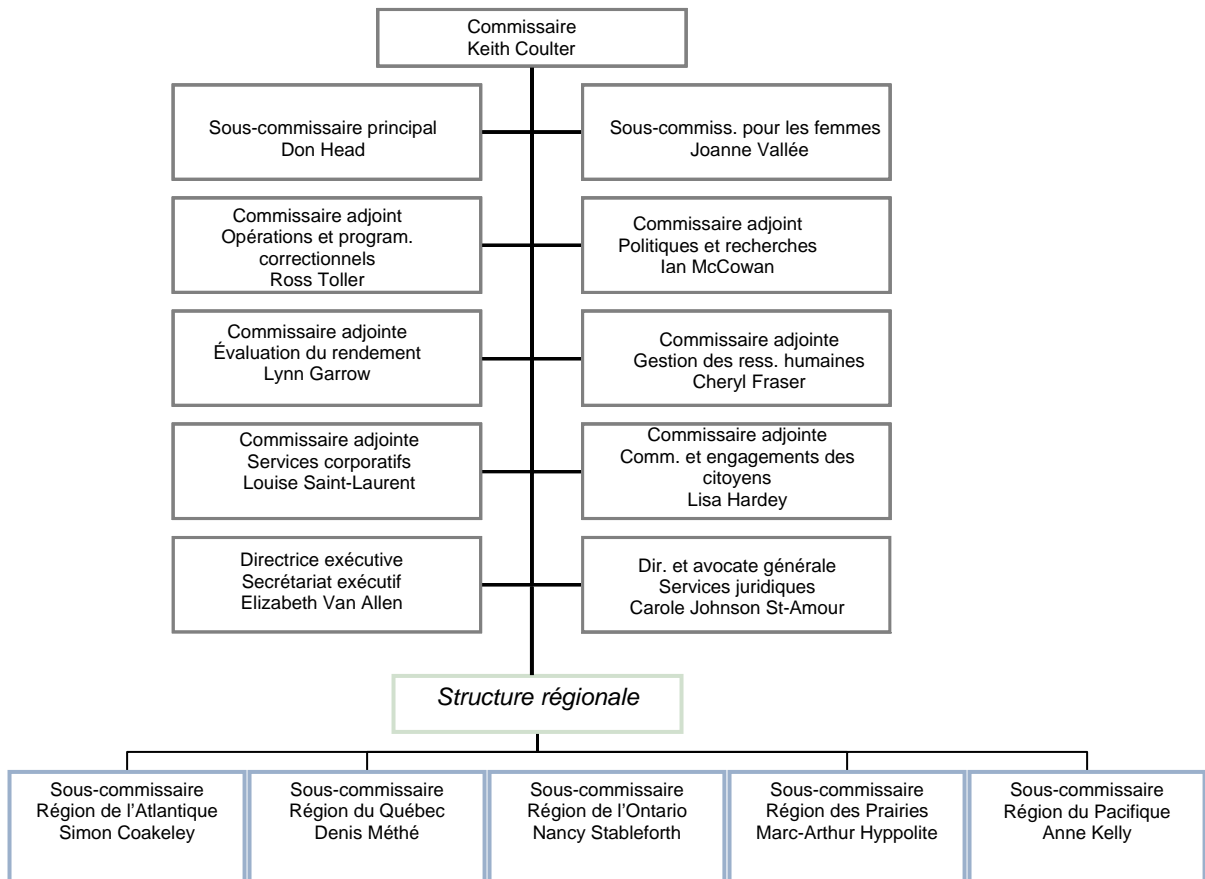 Commissaire
Keith Coulter
Sous-commissaire principal
Don Head
Sous-commiss. pour les femmes
Joanne Vallée
Commissaire adjoint
Opérations et program.
correctionnels
Ross Toller
Commissaire adjoint
Politiques et recherches
Ian McCowan
Commissaire adjointe
Évaluation du rendement
Lynn Garrow
Commissaire adjointe
Gestion des ress. humaines
Cheryl Fraser
Commissaire adjointe
Services corporatifs
Louise Saint-Laurent
Commissaire adjointe
Comm. et engagements des
citoyens
Lisa Hardey
Directrice exécutive
Secrétariat exécutif
Elizabeth Van Allen
Dir. et avocate générale
Services juridiques
Carole Johnson St-Amour
Structure régionale
Sous-commissaire
Région de l'Atlantique
Simon Coakeley
Sous-commissaire
Région du Québec
Denis Méthé
Sous-commissaire
Région de l'Ontario
Nancy Stableforth
Sous-commissaire
Région des Prairies
Marc-Arthur Hyppolite
Sous-commissaire
Région du Pacifique
Anne Kelly